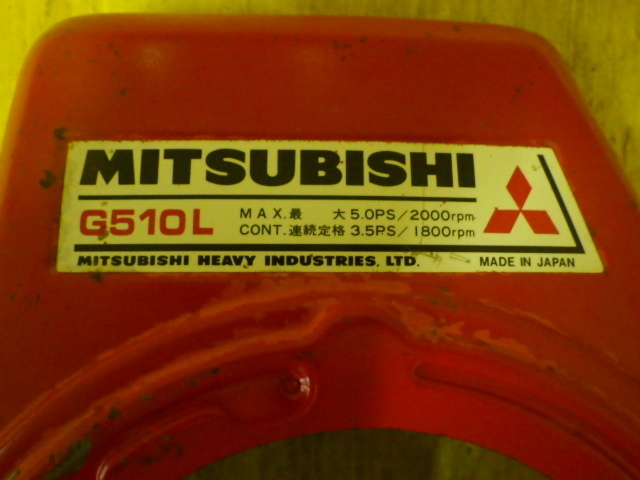 MITSUBISHI
G510L
MAX.最 大 5.0PS/2000rpm
CONT.連続定格 3.5PS/1800rpm
MITSUBISHI HEAVY INDUSTRIES, LTD.
MADE IN JAPAN